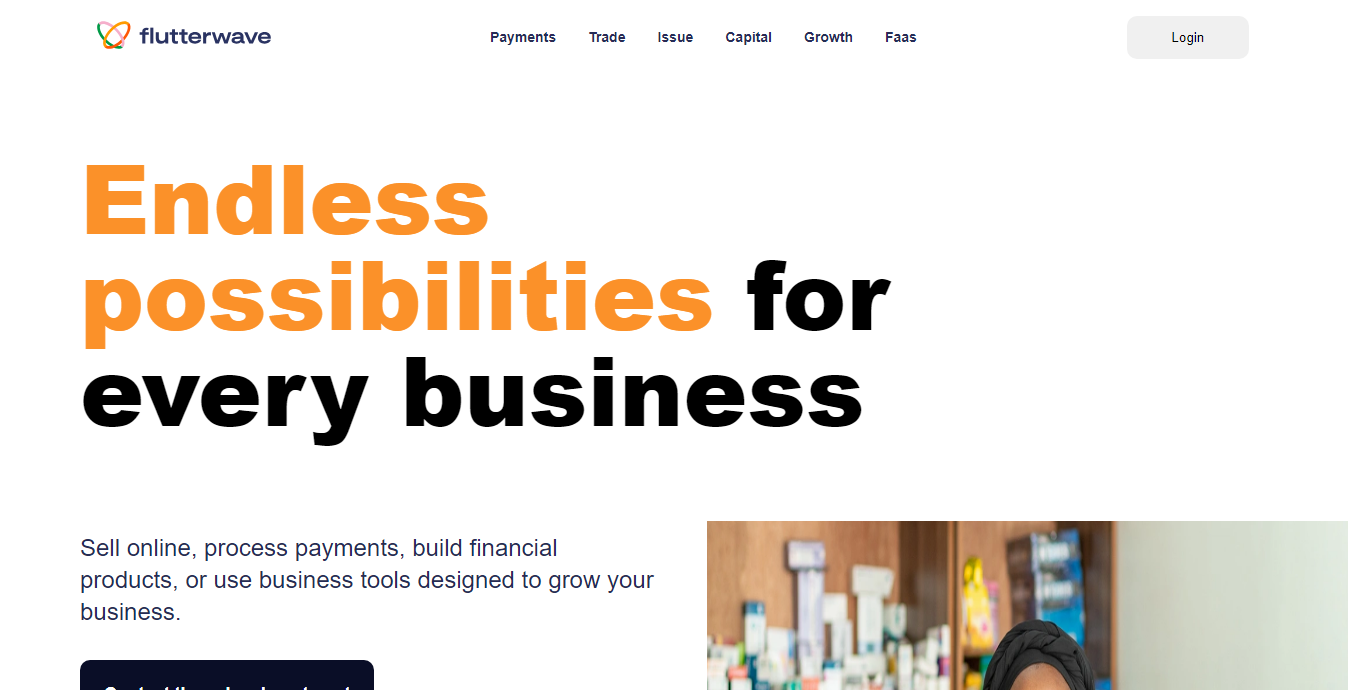 flutterwave
Payments Trade Issue Capital Growth Faas
Login
Endless
possibilities for
every business
Sell online, process payments, build financial
products, or use business tools designed to grow your
business.